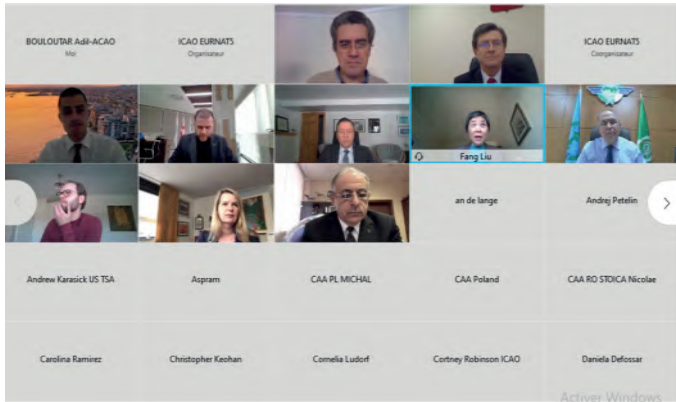 BOULOUTAR Adil-ACAO
Moi
ICAO EURNAT5
Organisateur
ICAO EURNAT5
Coorganisateur
Fang Liu
an de lange
Andrej Petelin
Andrew Karasick US TSA
Aspram
CAA PL MICHAL
CAA Poland
CAA RO STOICA Nicolae
Carolina Ramirez
Christopher Keohan
Cornelia Ludorf
Cortney Robinson ICAO
Daniela Defossar
Activer Windows